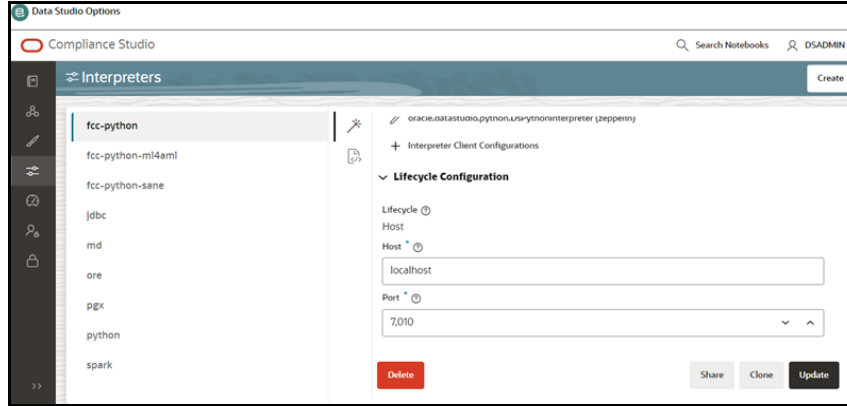 Data Studio Options
Compliance Studio
Search Notebooks
DSADMIN
Interpreters
Create
fcc-python
fcc-python-ml4aml
fcc-python-sane
jdbc
md
ore
pgx
python
spark
oracle.datastudio.python.DsPythonInterpreter (zeppelin)
+ Interpreter Client Configurations
Lifecycle Configuration
Lifecycle
Host
Host *
localhost
Port *
7,010
Delete
Share
Clone
Update